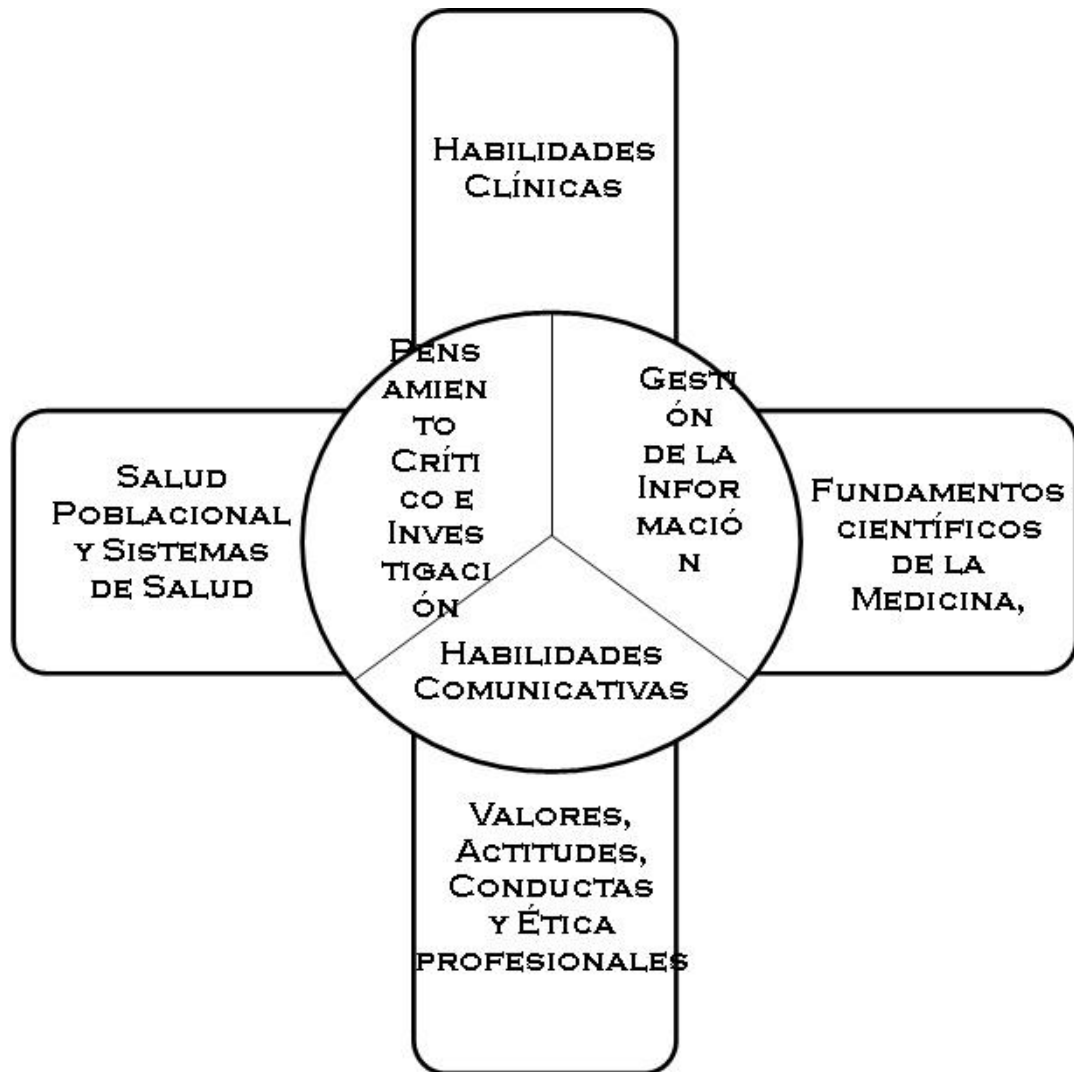 Habilidades
Clínicas
Pens
amien
to
Críti
co e
Inves
tigaci
ón
Gesti
ón
de la
Infor
mació
n
Salud
Poblacional
y Sistemas
de Salud
Fundamentos
científicos
de la
Medicina,
Habilidades
Comunicativas
Valores,
Actitudes,
Conductas
y Ética
profesionales